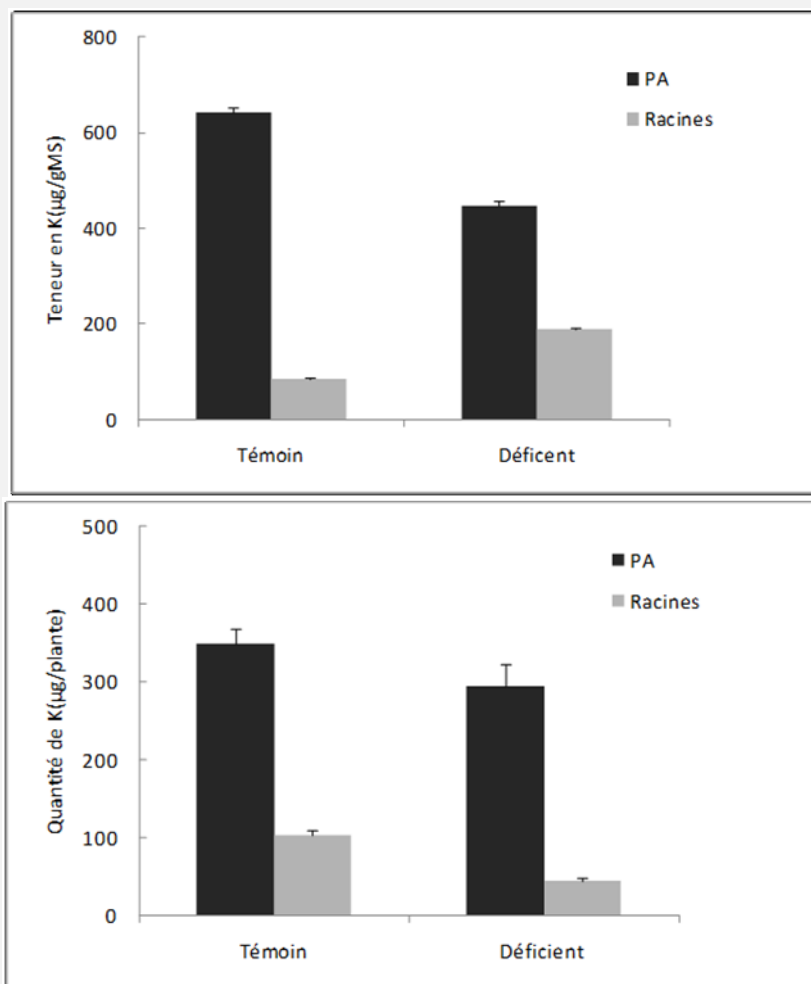 Teneur en K(µg/gMS)
800
600
400
200
0
PA
Racines
Témoin
Déficent
Quantité de K(µg/plante)
500
400
300
200
100
0
PA
Racines
Témoin
Déficient